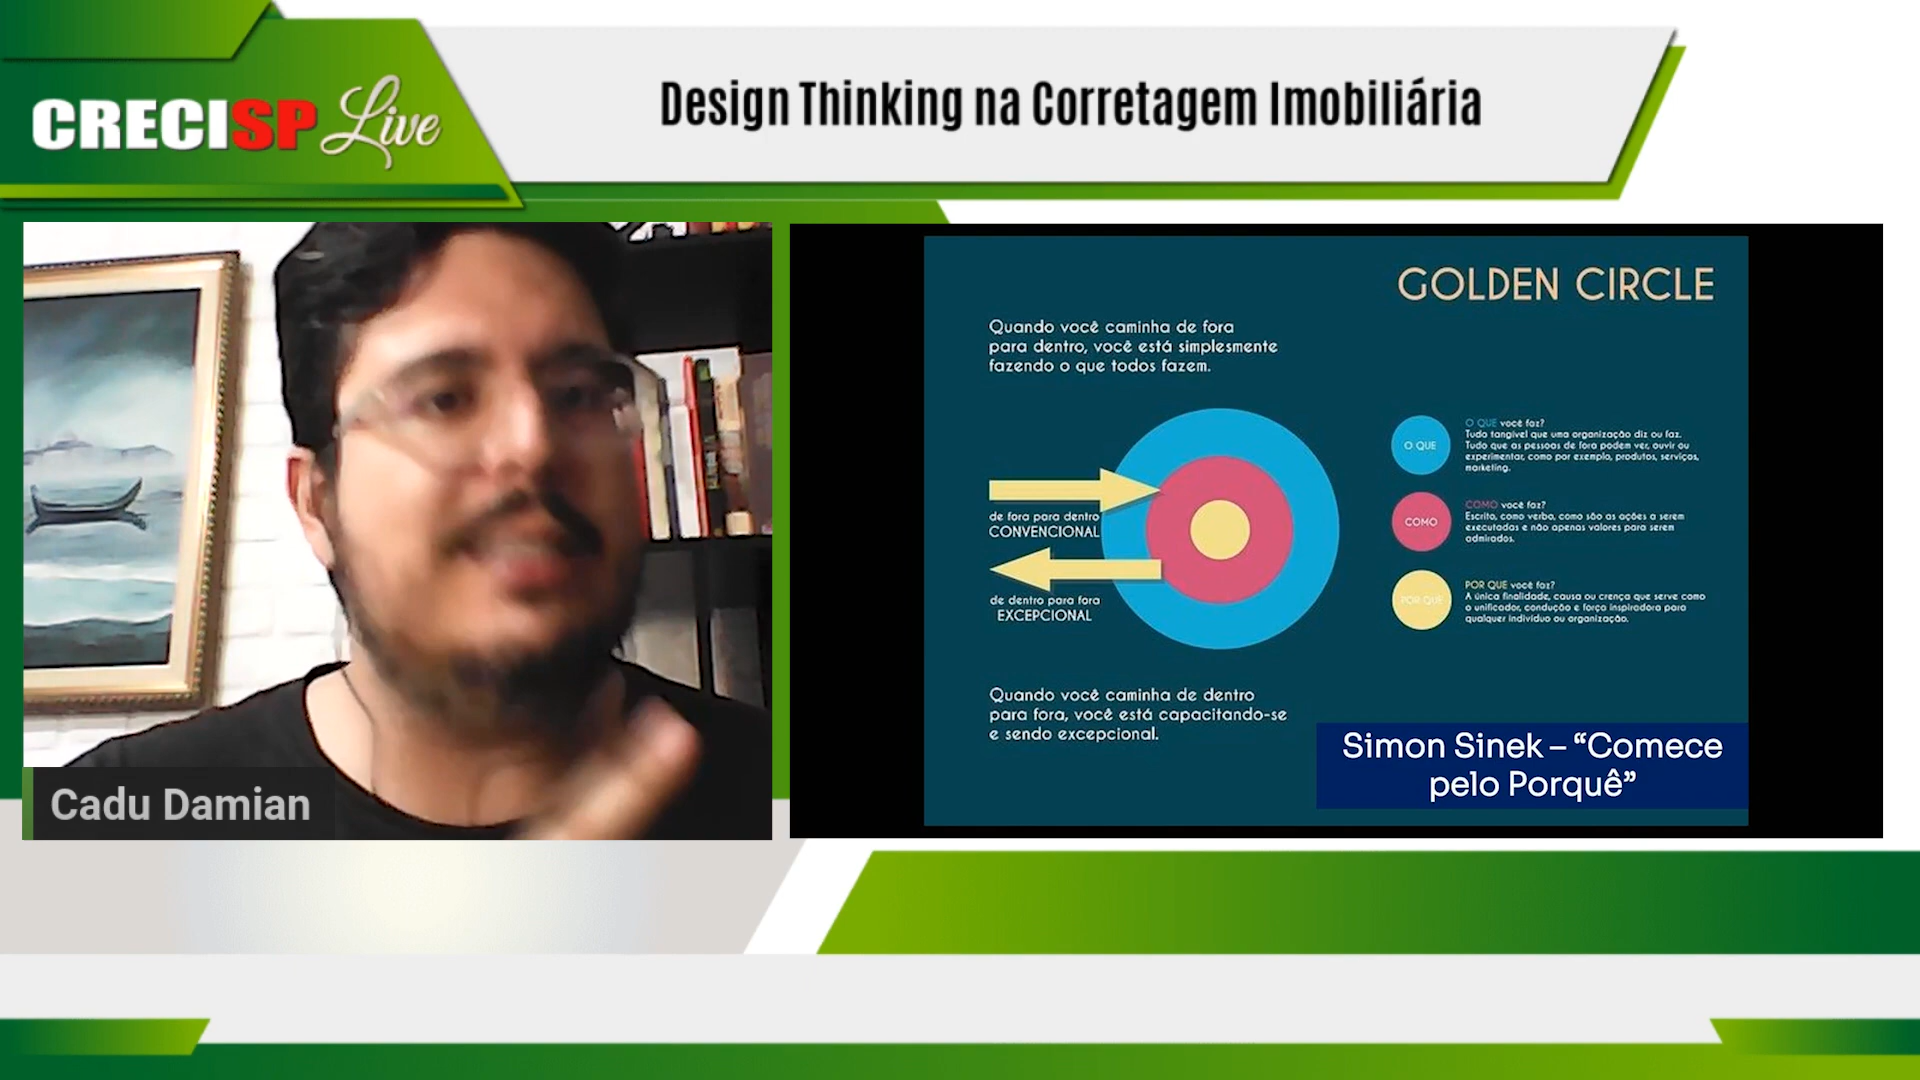 CRECISP Live
Design Thinking na Corretagem Imobiliária
Cadu Damian
GOLDEN CIRCLE
Quando você caminha de fora
para dentro, você está simplesmente
fazendo o que todos fazem.
de fora para dentro
CONVENCIONAL
de dentro para fora
EXCEPCIONAL
O QUE
O QUE você faz?
Tudo tangível que uma organização diz ou faz.
Tudo que as pessoas de fora podem ver, ouvir ou
experimentar, como por exemplo, produtos, serviços,
marketing.
COMO
COMO você faz?
Escrito, como verbo, como são as ações a serem
executadas e não apenas valores para serem
admirados.
POR QUE
POR QUE você faz?
A única finalidade, causa ou crença que serve como
o unificador, condução e força inspiradora para
qualquer indivíduo ou organização.
Quando você caminha de dentro
para fora, você está capacitando-se
e sendo excepcional.
Simon Sinek – “Comece
pelo Porquê”